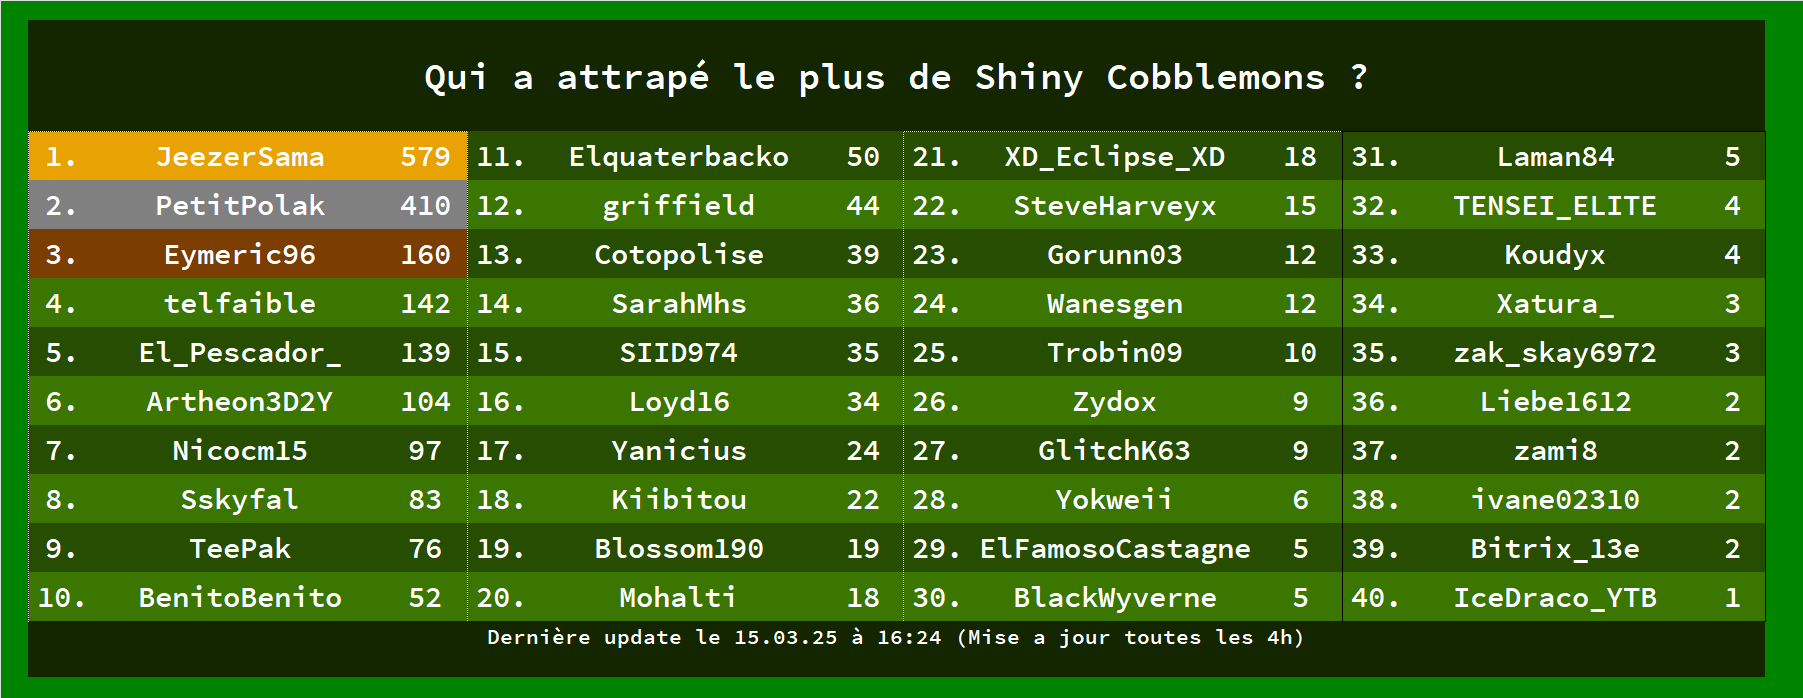 Qui a attrapé le plus de Shiny Cobblemons ?
1. JeezerSama 579
2. PetitPolak 410
3. Eymeric96 160
4. telfaible 142
5. El_Pescador_ 139
6. Artheon3D2Y 104
7. Nicocm15 97
8. Sskyfal 83
9. TeePak 76
10. BenitoBenito 52
11. Elquaterbacko 50
12. griffield 44
13. Cotopolise 39
14. SarahMhs 36
15. SIID974 35
16. Loyd16 34
17. Yanicius 24
18. Kiibitou 22
19. Blossom190 19
20. Mohalti 18
21. XD_Eclipse_XD 18
22. SteveHarveyx 15
23. Gorunn03 12
24. Wanesgen 12
25. Trobin09 10
26. Zydox 9
27. GlitchK63 9
28. Yokweii 6
29. ElFamosoCastagne 5
30. BlackWyverne 5
31. Laman84 5
32. TENSEI_ELITE 4
33. Koudyx 4
34. Xatura_ 3
35. zak_skay6972 3
36. Liebe1612 2
37. zami8 2
38. ivane02310 2
39. Bitrix_13e 2
40. IceDraco_YTB 1
Dernière update le 15.03.25 à 16:24 (Mise a jour toutes les 4h)